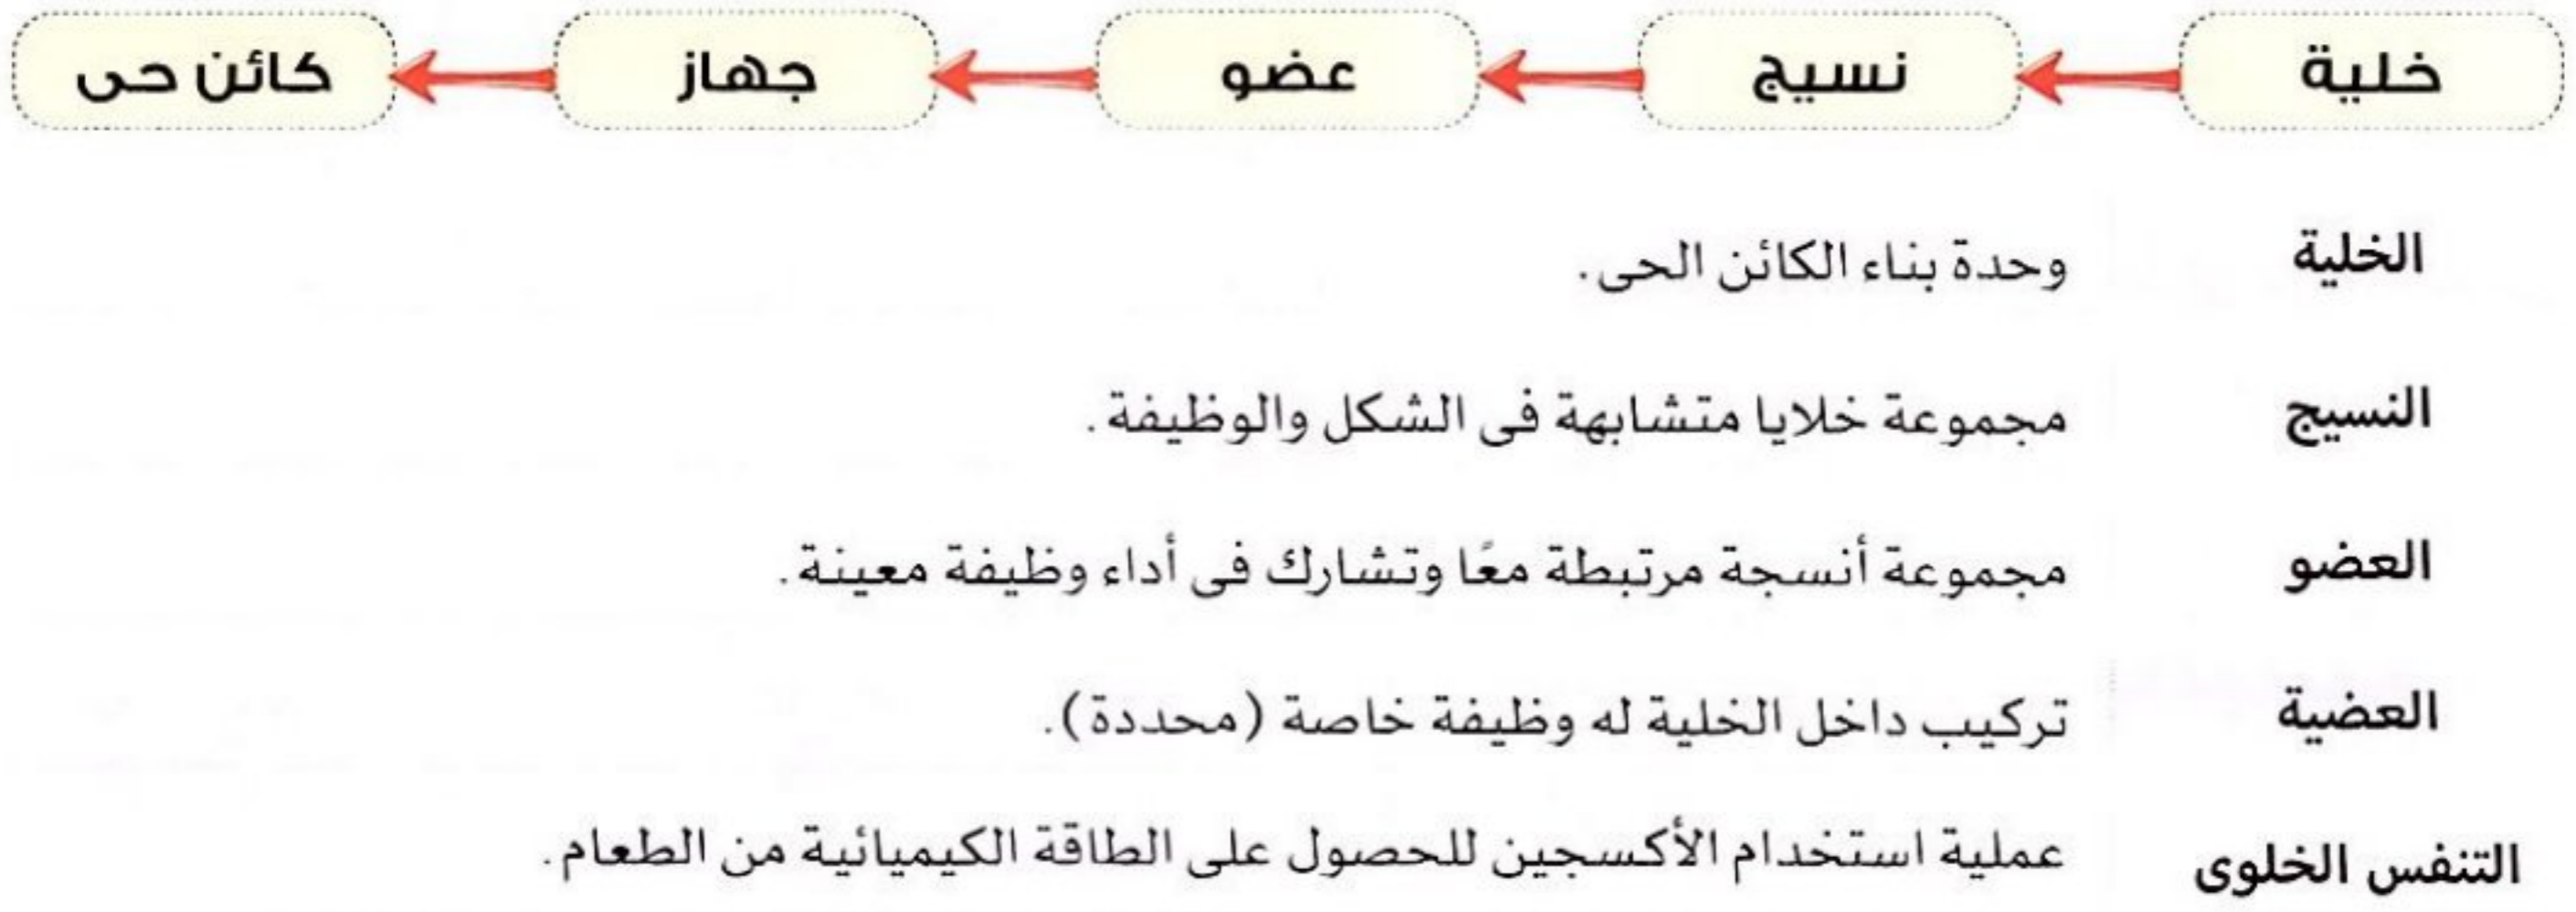 خلية نسيج عضو جهاز كائن حى
الخلية وحدة بناء الكائن الحى.
النسيج مجموعة خلايا متشابهة فى الشكل والوظيفة.
العضو مجموعة أنسجة مرتبطة معًا وتشارك فى أداء وظيفة معينة.
العضية تركيب داخل الخلية له وظيفة خاصة (محددة).
التنفس الخلوى عملية استخدام الأكسجين للحصول على الطاقة الكيميائية من الطعام.